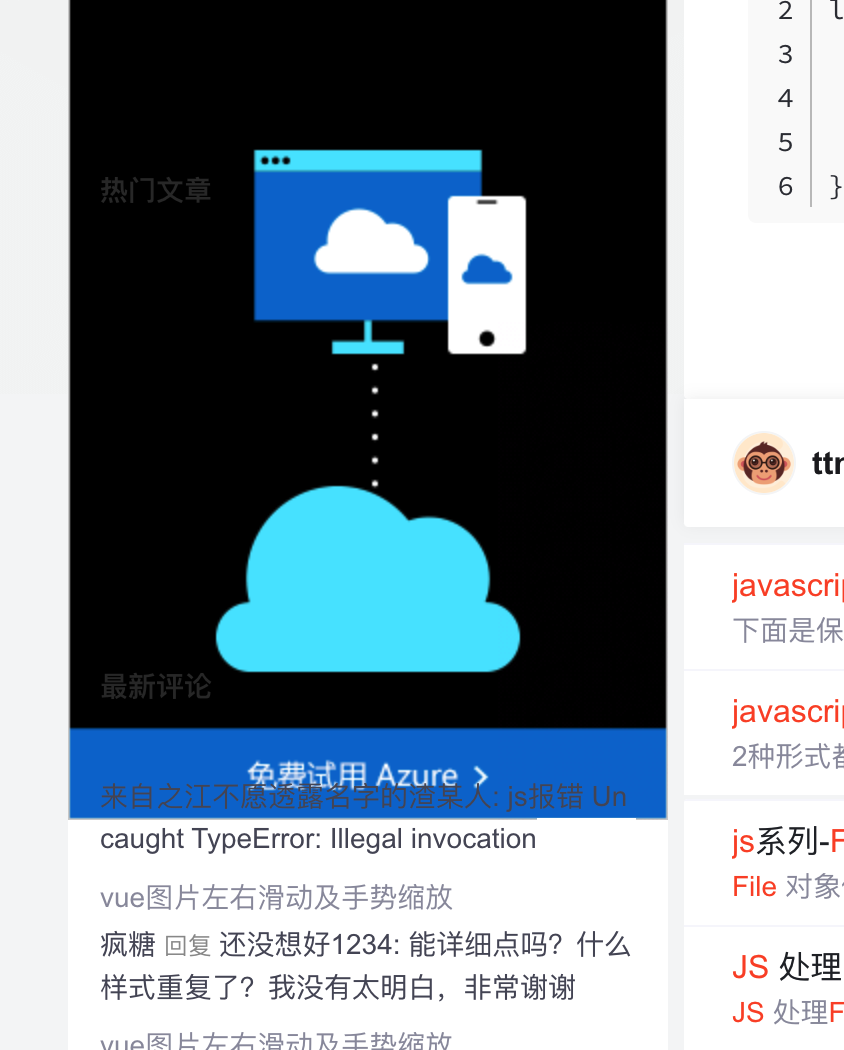 热门文章
最新评论
免费试用 Azure
来自之江不愿透露名字的渣某人: js报错 Un
caught TypeError: Illegal invocation
vue图片左右滑动及手势缩放
疯糖 回复 还没想好1234: 能详细点吗？什么
样式重复了？我没有太明白，非常谢谢
vue图片左右滑动及手势缩放
2
3
4
5
6 }
javascri
下面是保
javascri
2种形式
js系列-F
File 对象
JS 处理
JS 处理F